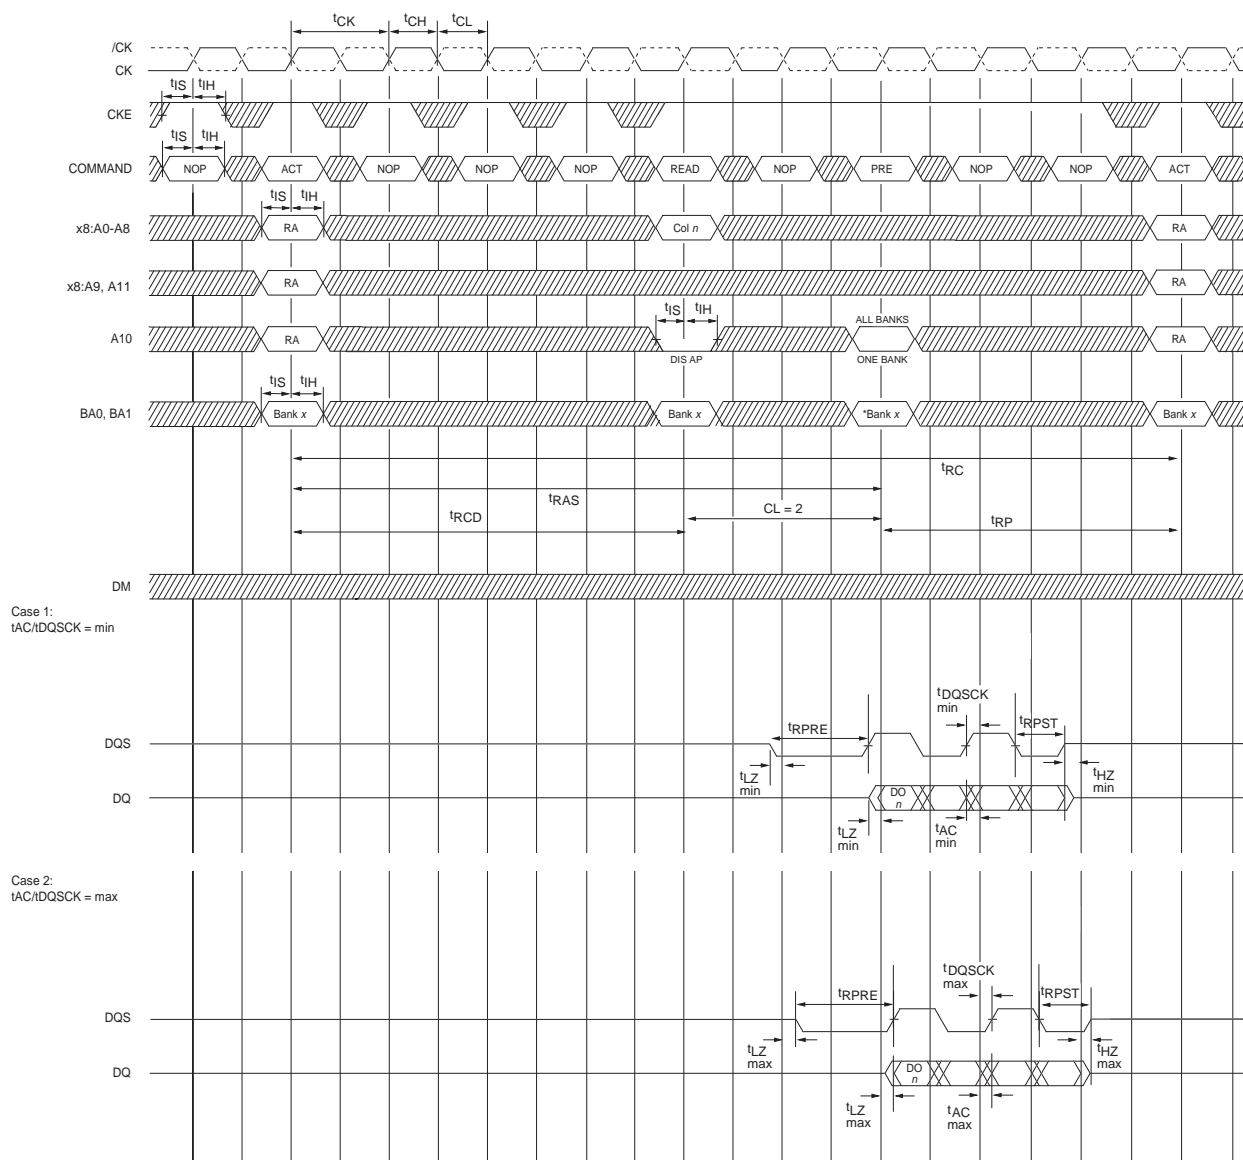 tCK tCH tCL
/CK
CK
tIS tIH
CKE
tIS tIH
COMMAND NOP ACT NOP NOP NOP READ NOP PRE NOP NOP ACT
tIS tIH
x8:A0-A8 RA Col n RA
x8:A9, A11 RA RA
tIS tIH ALL BANKS
A10 RA RA
DIS AP ONE BANK
tIS tIH
BA0, BA1 Bank x Bank x *Bank x Bank x
tRC
tRAS
tRCD CL = 2 tRP
DM
Case 1:
tAC/tDQSCK = min
tDQSCK
min
tRPRE tRPST
DQS
tLZ
min
tHZ
min
DQ DO
n
tLZ
min
tAC
min
Case 2:
tAC/tDQSCK = max
tDQSCK
max
tRPRE tRPST
DQS
tLZ
max
tHZ
max
DQ DO
n
tLZ
max
tAC
max